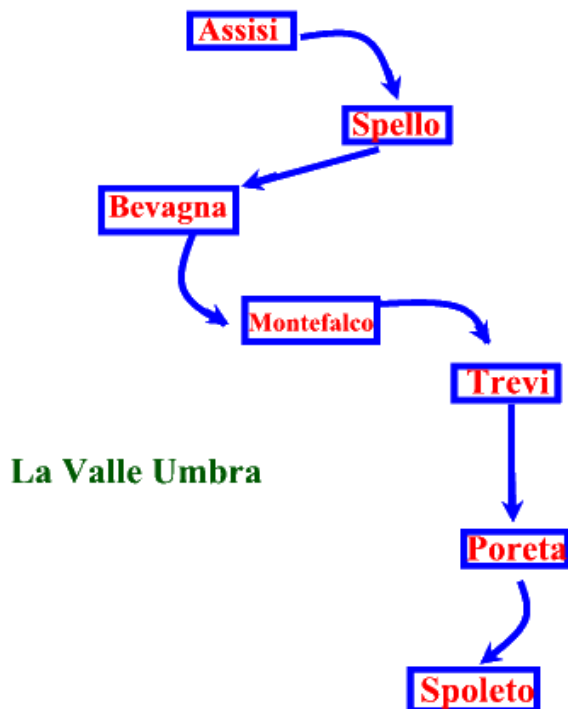 Assisi
Spello
Bevagna
Montefalco
Trevi
La Valle Umbra
Poreta
Spoleto